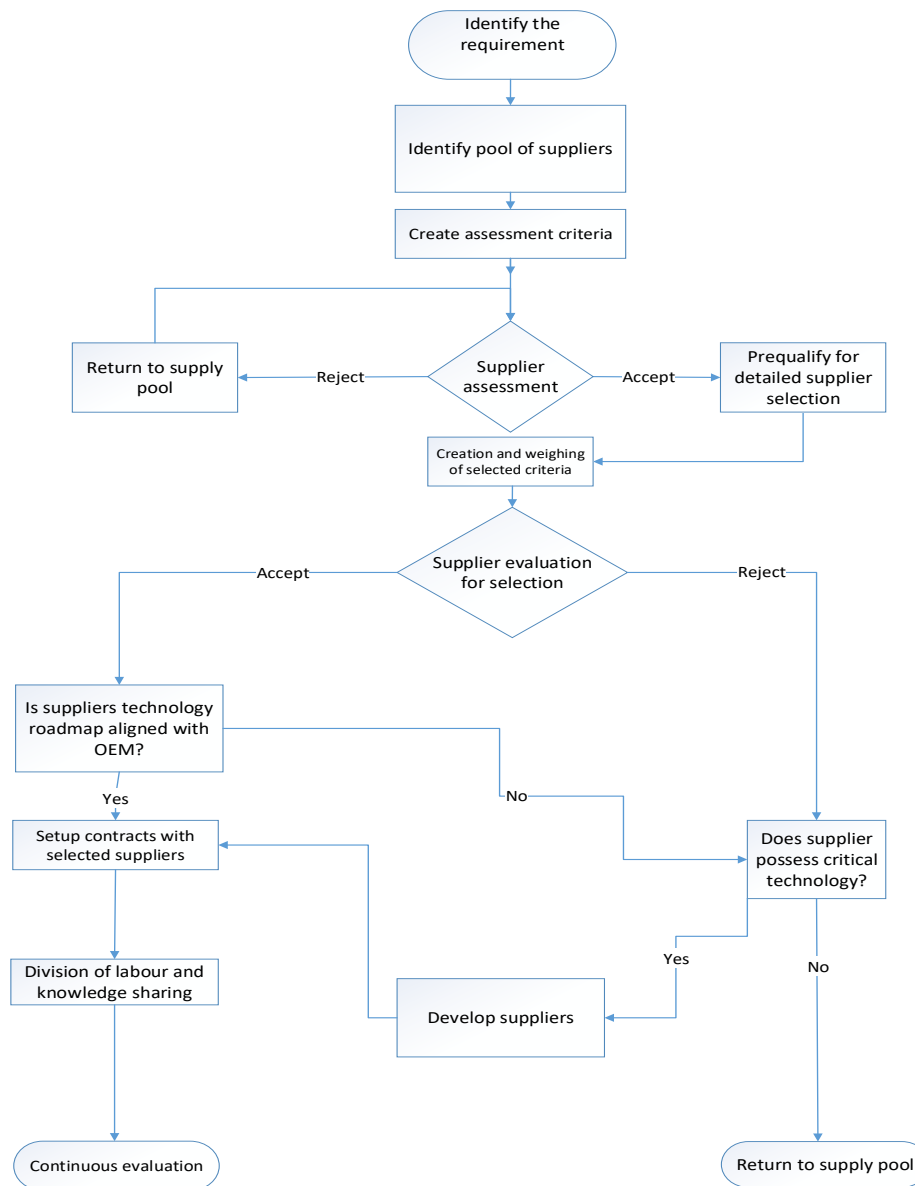 Identify the
requirement
Identify pool of suppliers
Create assessment criteria
Return to supply
pool
Reject
Supplier
assessment
Accept
Prequalify for
detailed supplier
selection
Creation and weighing
of selected criteria
Accept
Supplier evaluation
for selection
Reject
Is suppliers technology
roadmap aligned with
OEM?
Yes
No
Setup contracts with
selected suppliers
Does supplier
possess critical
technology?
Division of labour and
knowledge sharing
Yes
No
Develop suppliers
Continuous evaluation
Return to supply pool